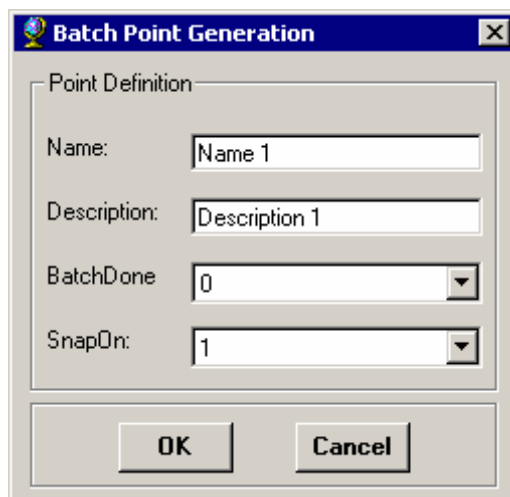 Batch Point Generation
Point Definition
Name: Name 1
Description: Description 1
BatchDone 0
SnapOn: 1
OK Cancel